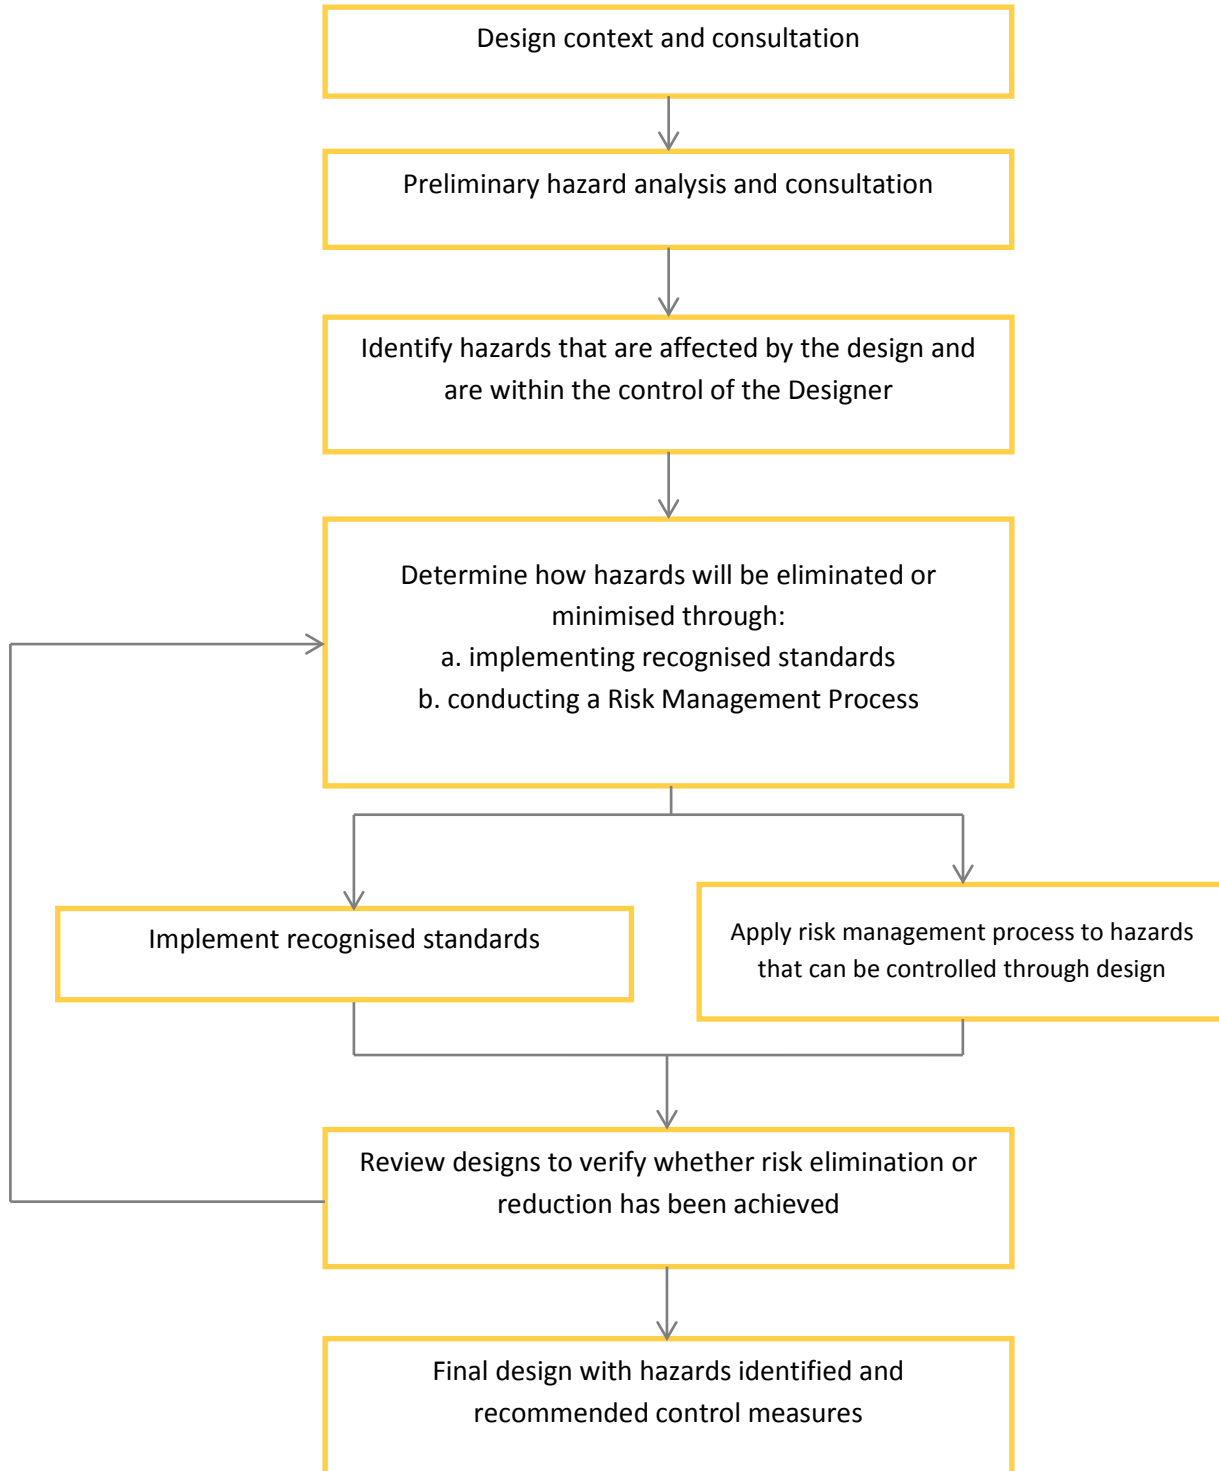 Design context and consultation
Preliminary hazard analysis and consultation
Identify hazards that are affected by the design and
are within the control of the Designer
Determine how hazards will be eliminated or
minimised through:
a. implementing recognised standards
b. conducting a Risk Management Process
Implement recognised standards
Apply risk management process to hazards
that can be controlled through design
Review designs to verify whether risk elimination or
reduction has been achieved
Final design with hazards identified and
recommended control measures